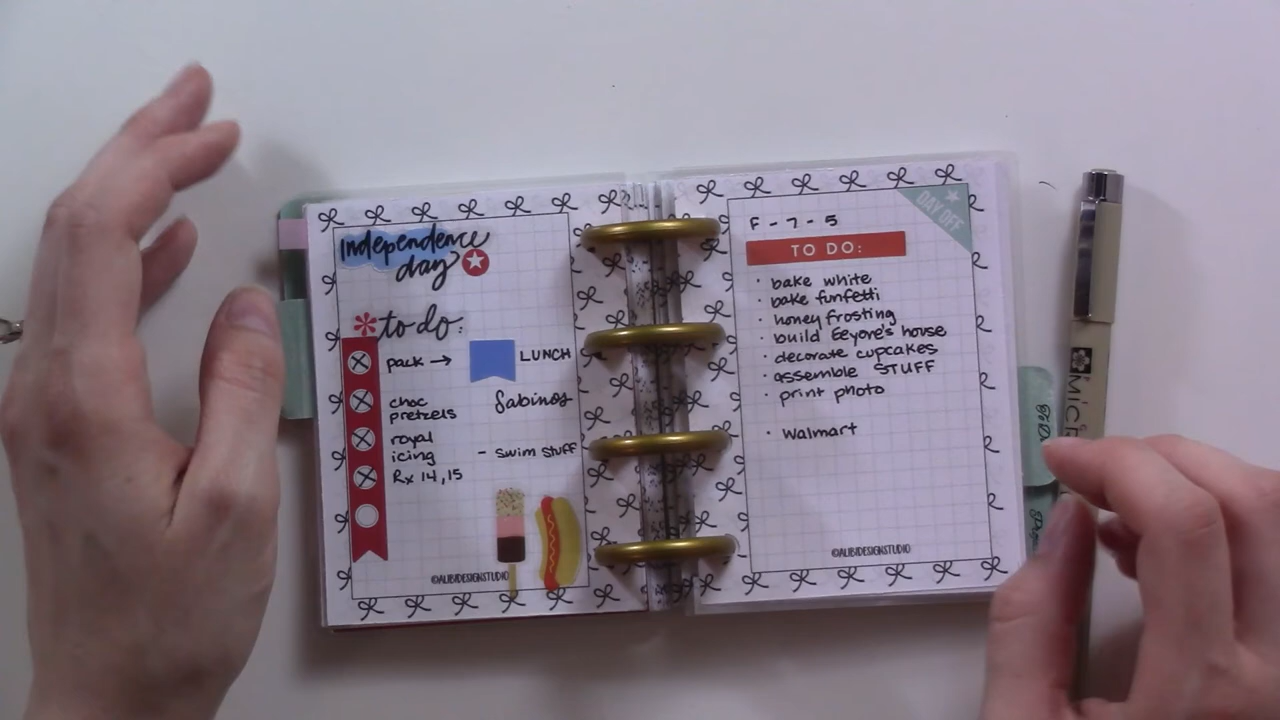 Independence
day
to do:
pack → LUNCH
Sabinos
choc
pretzels
royal
icing
- swim stuff
Rx 14,15
©ALIBIDESIGNSTUDIO
F - 7 - 5
DAY OFF
TO DO:
· bake white
· bake funfetti
· honey frosting
· build Eeyore's house
· decorate cupcakes
· assemble STUFF
· print photo
· Walmart
©ALIBIDESIGNSTUDIO